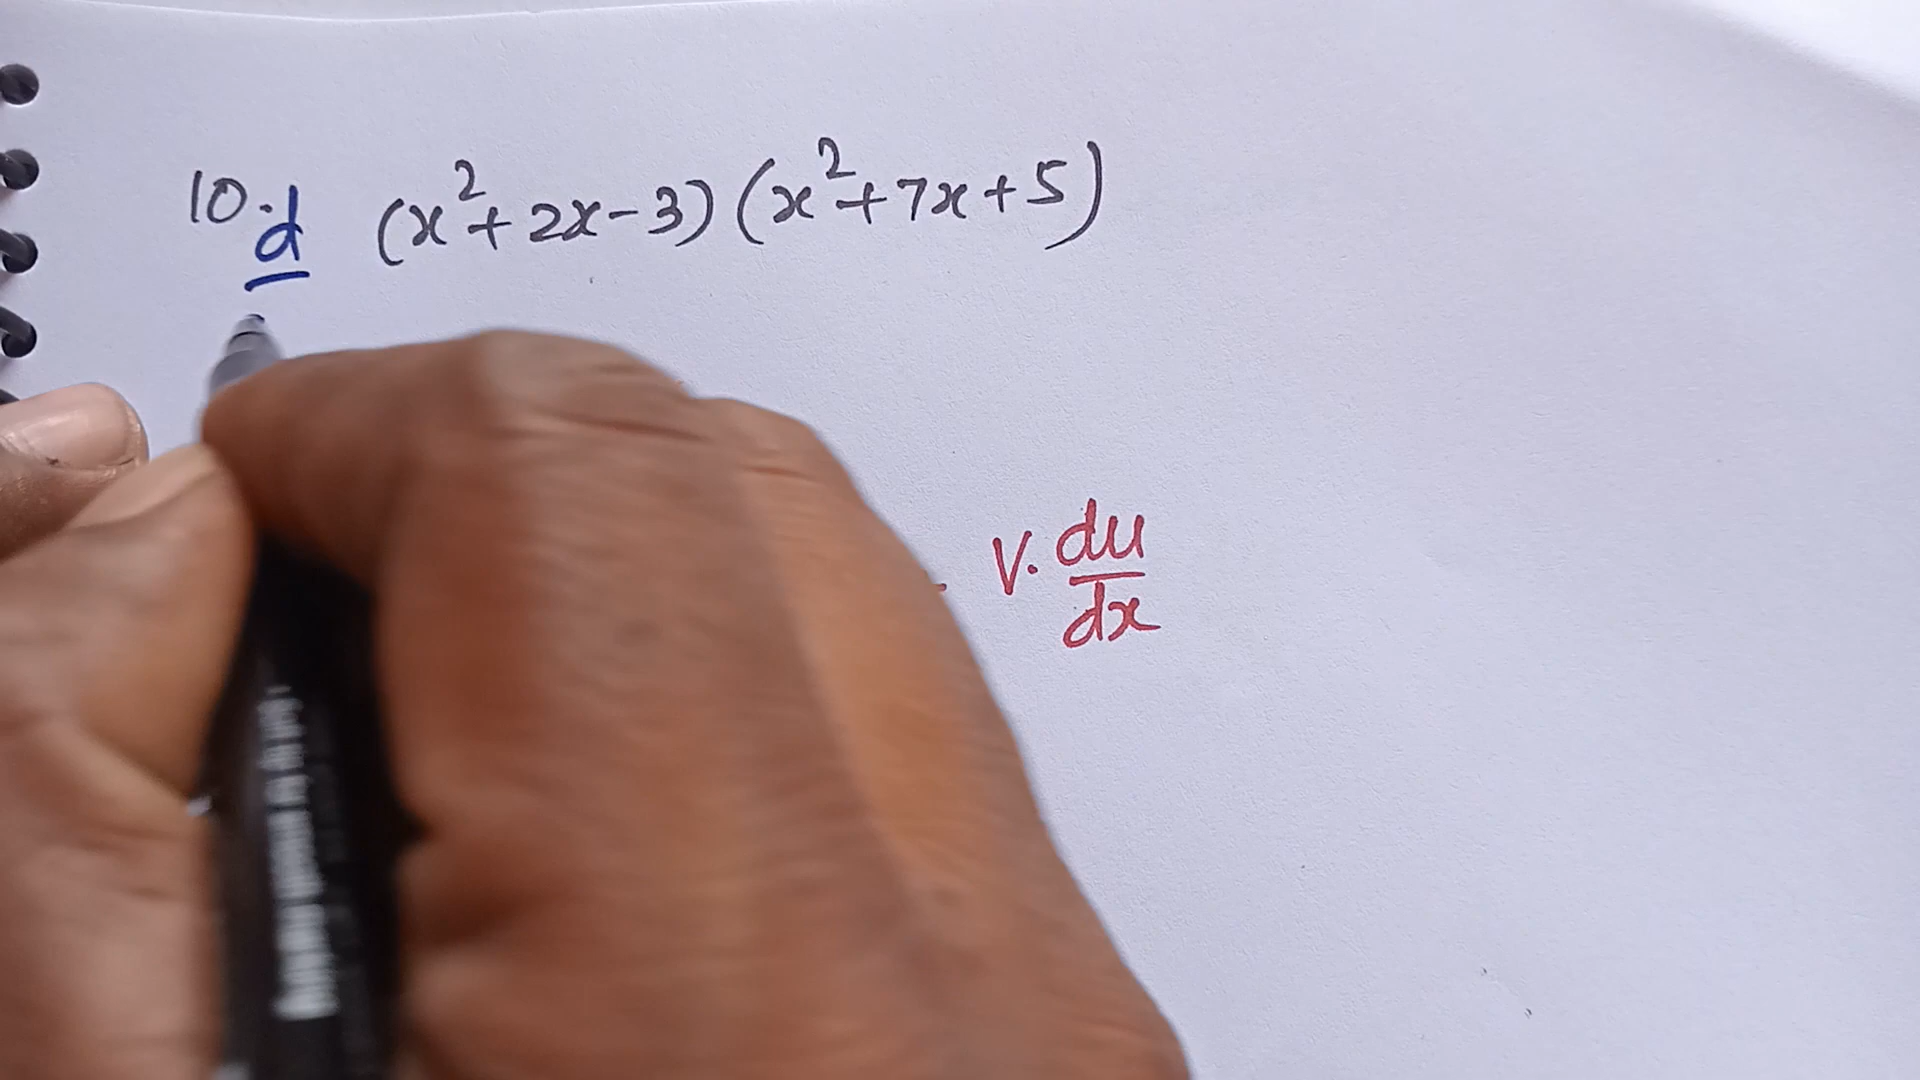 10. d (x²+2x-3)(x²+7x+5)
V. du
dx